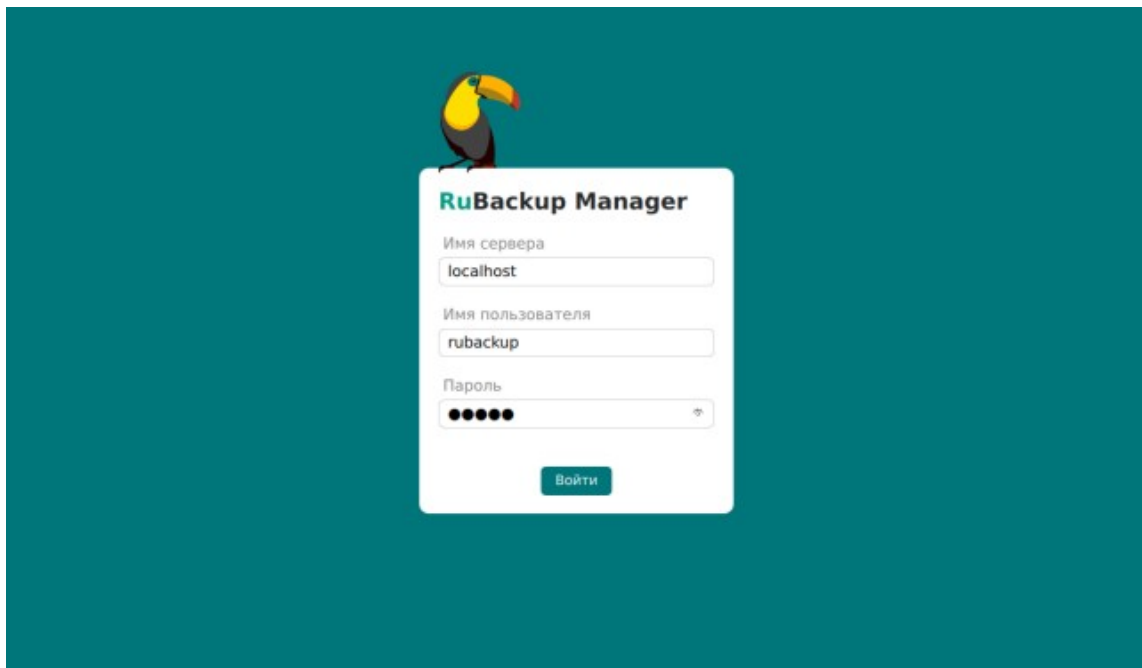 RuBackup Manager
Имя сервера
localhost
Имя пользователя
rubackup
Пароль
●●●●●
Войти